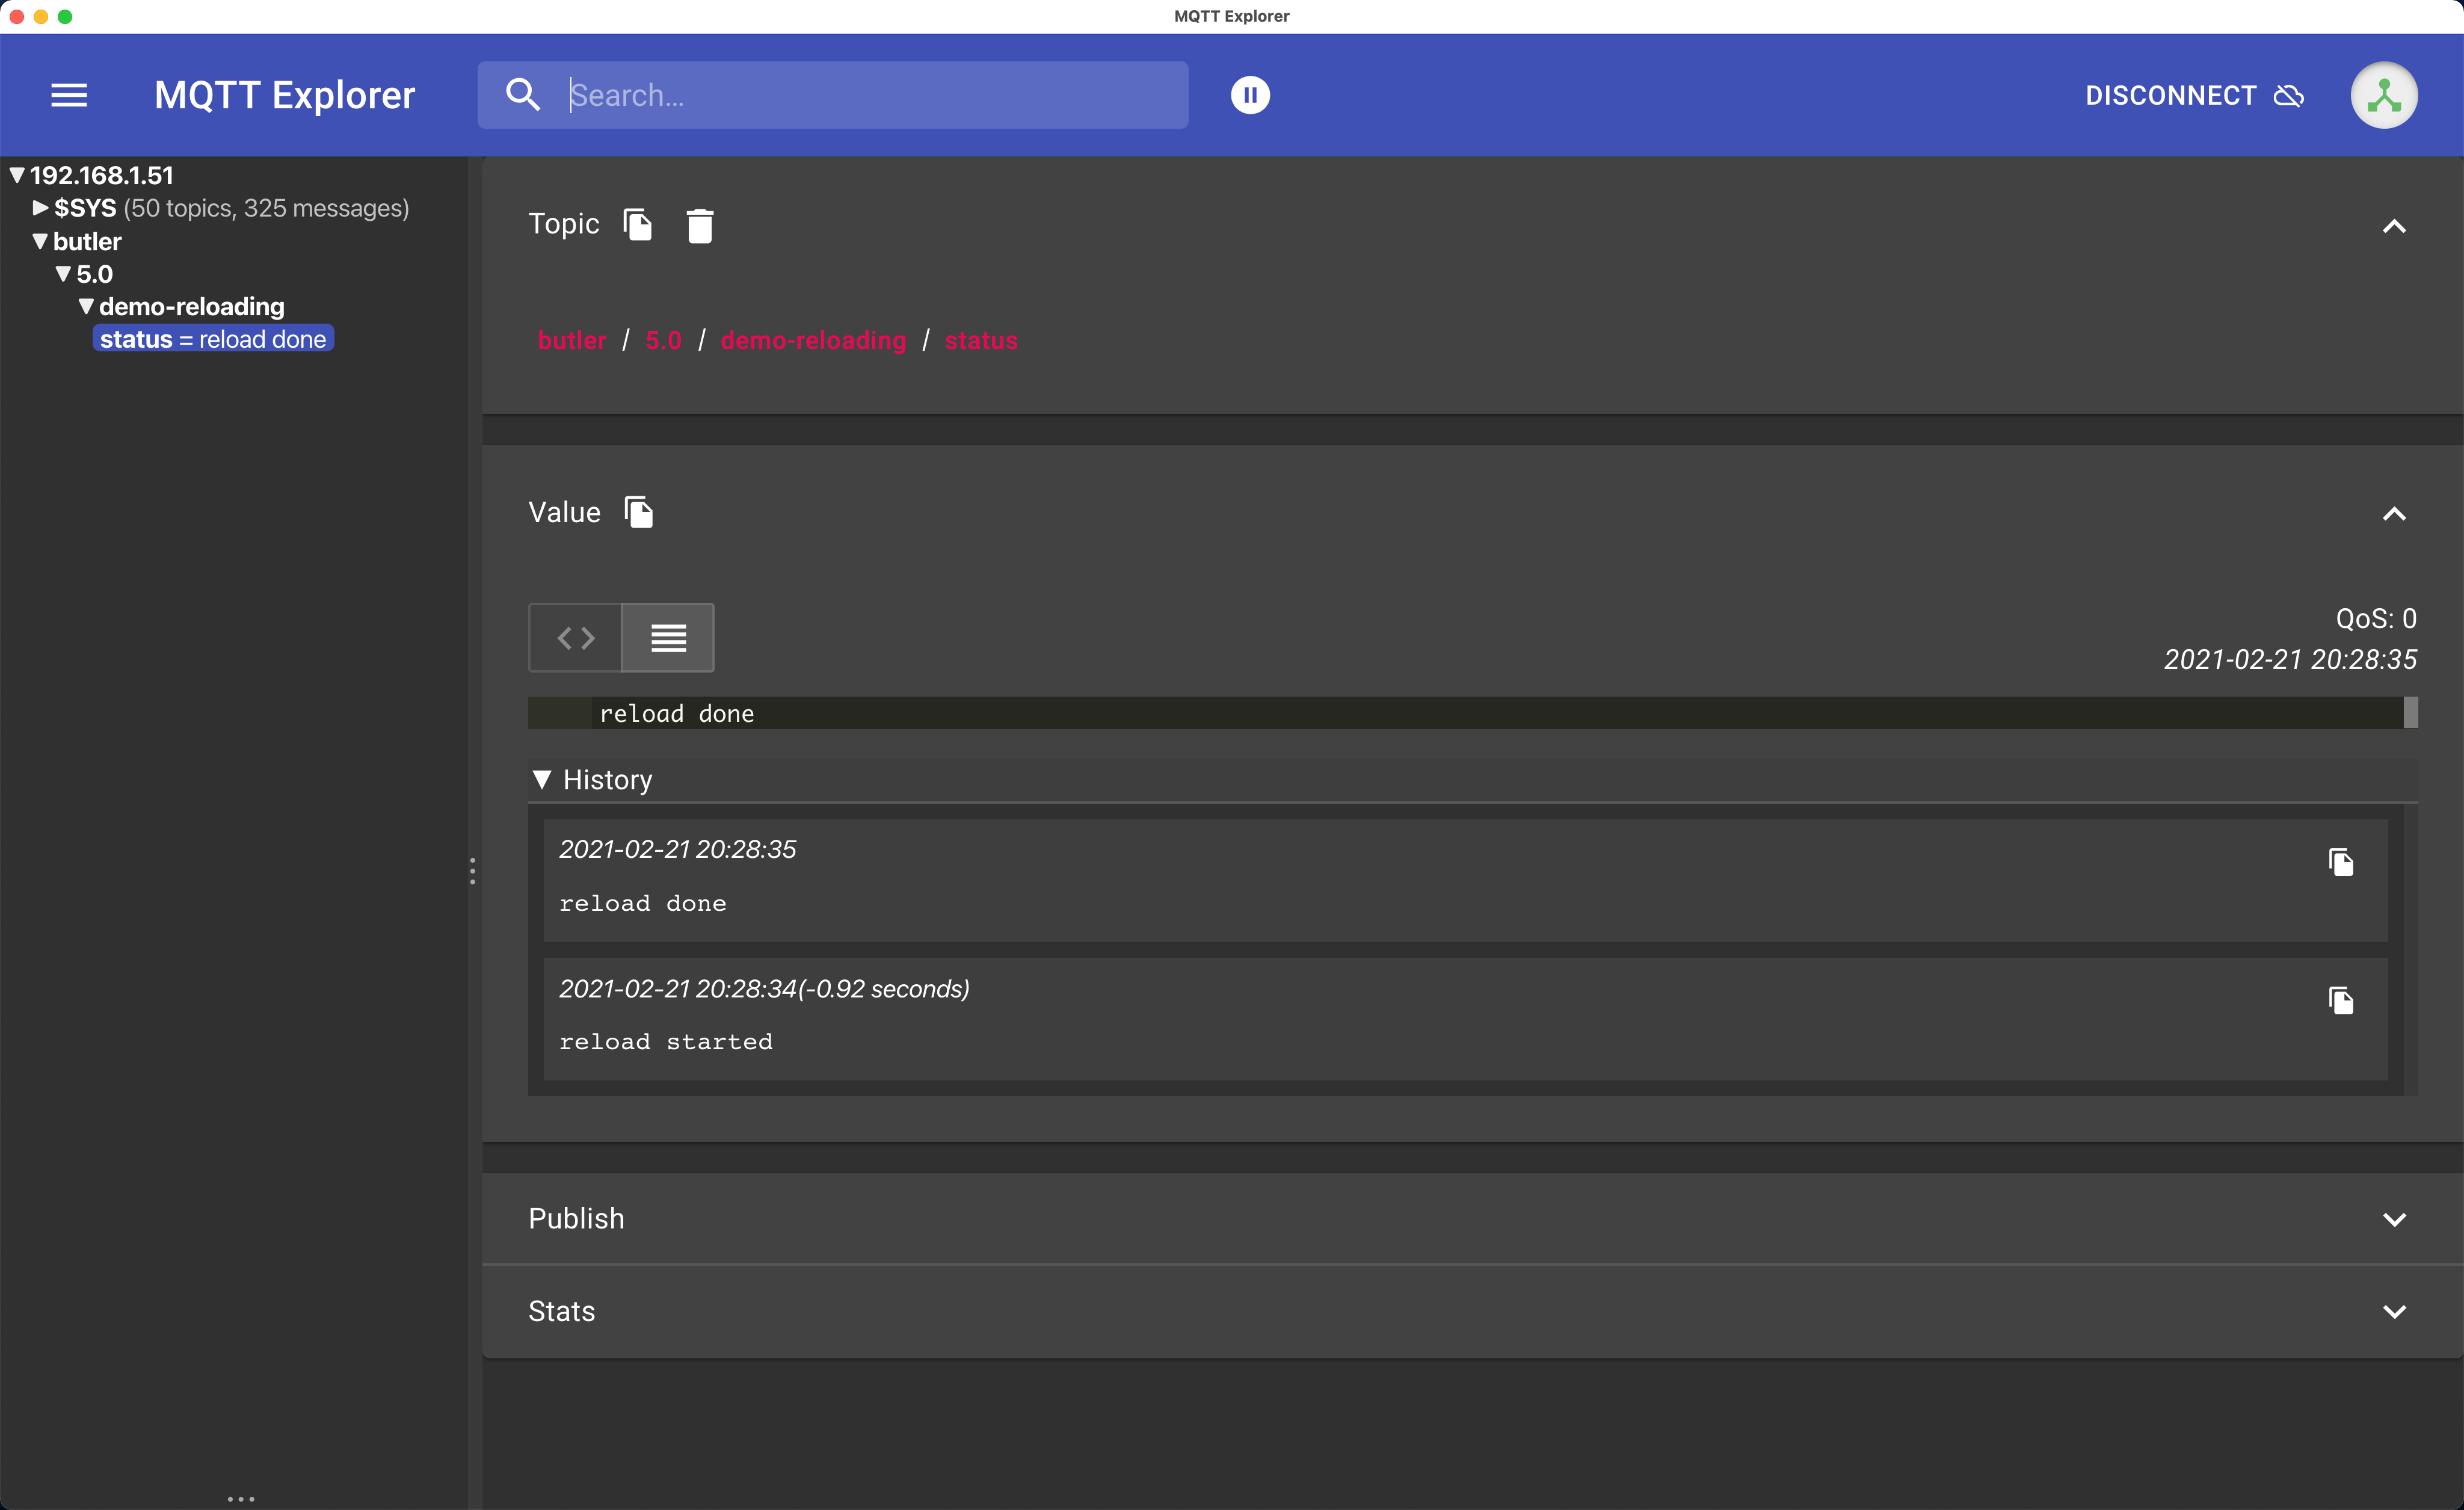 MQTT Explorer
MQTT Explorer
Search...
DISCONNECT
192.168.1.51
$SYS (50 topics, 325 messages)
butler
5.0
demo-reloading
status = reload done
Topic
butler / 5.0 / demo-reloading / status
Value
QoS: 0
2021-02-21 20:28:35
reload done
History
2021-02-21 20:28:35
reload done
2021-02-21 20:28:34(-0.92 seconds)
reload started
Publish
Stats